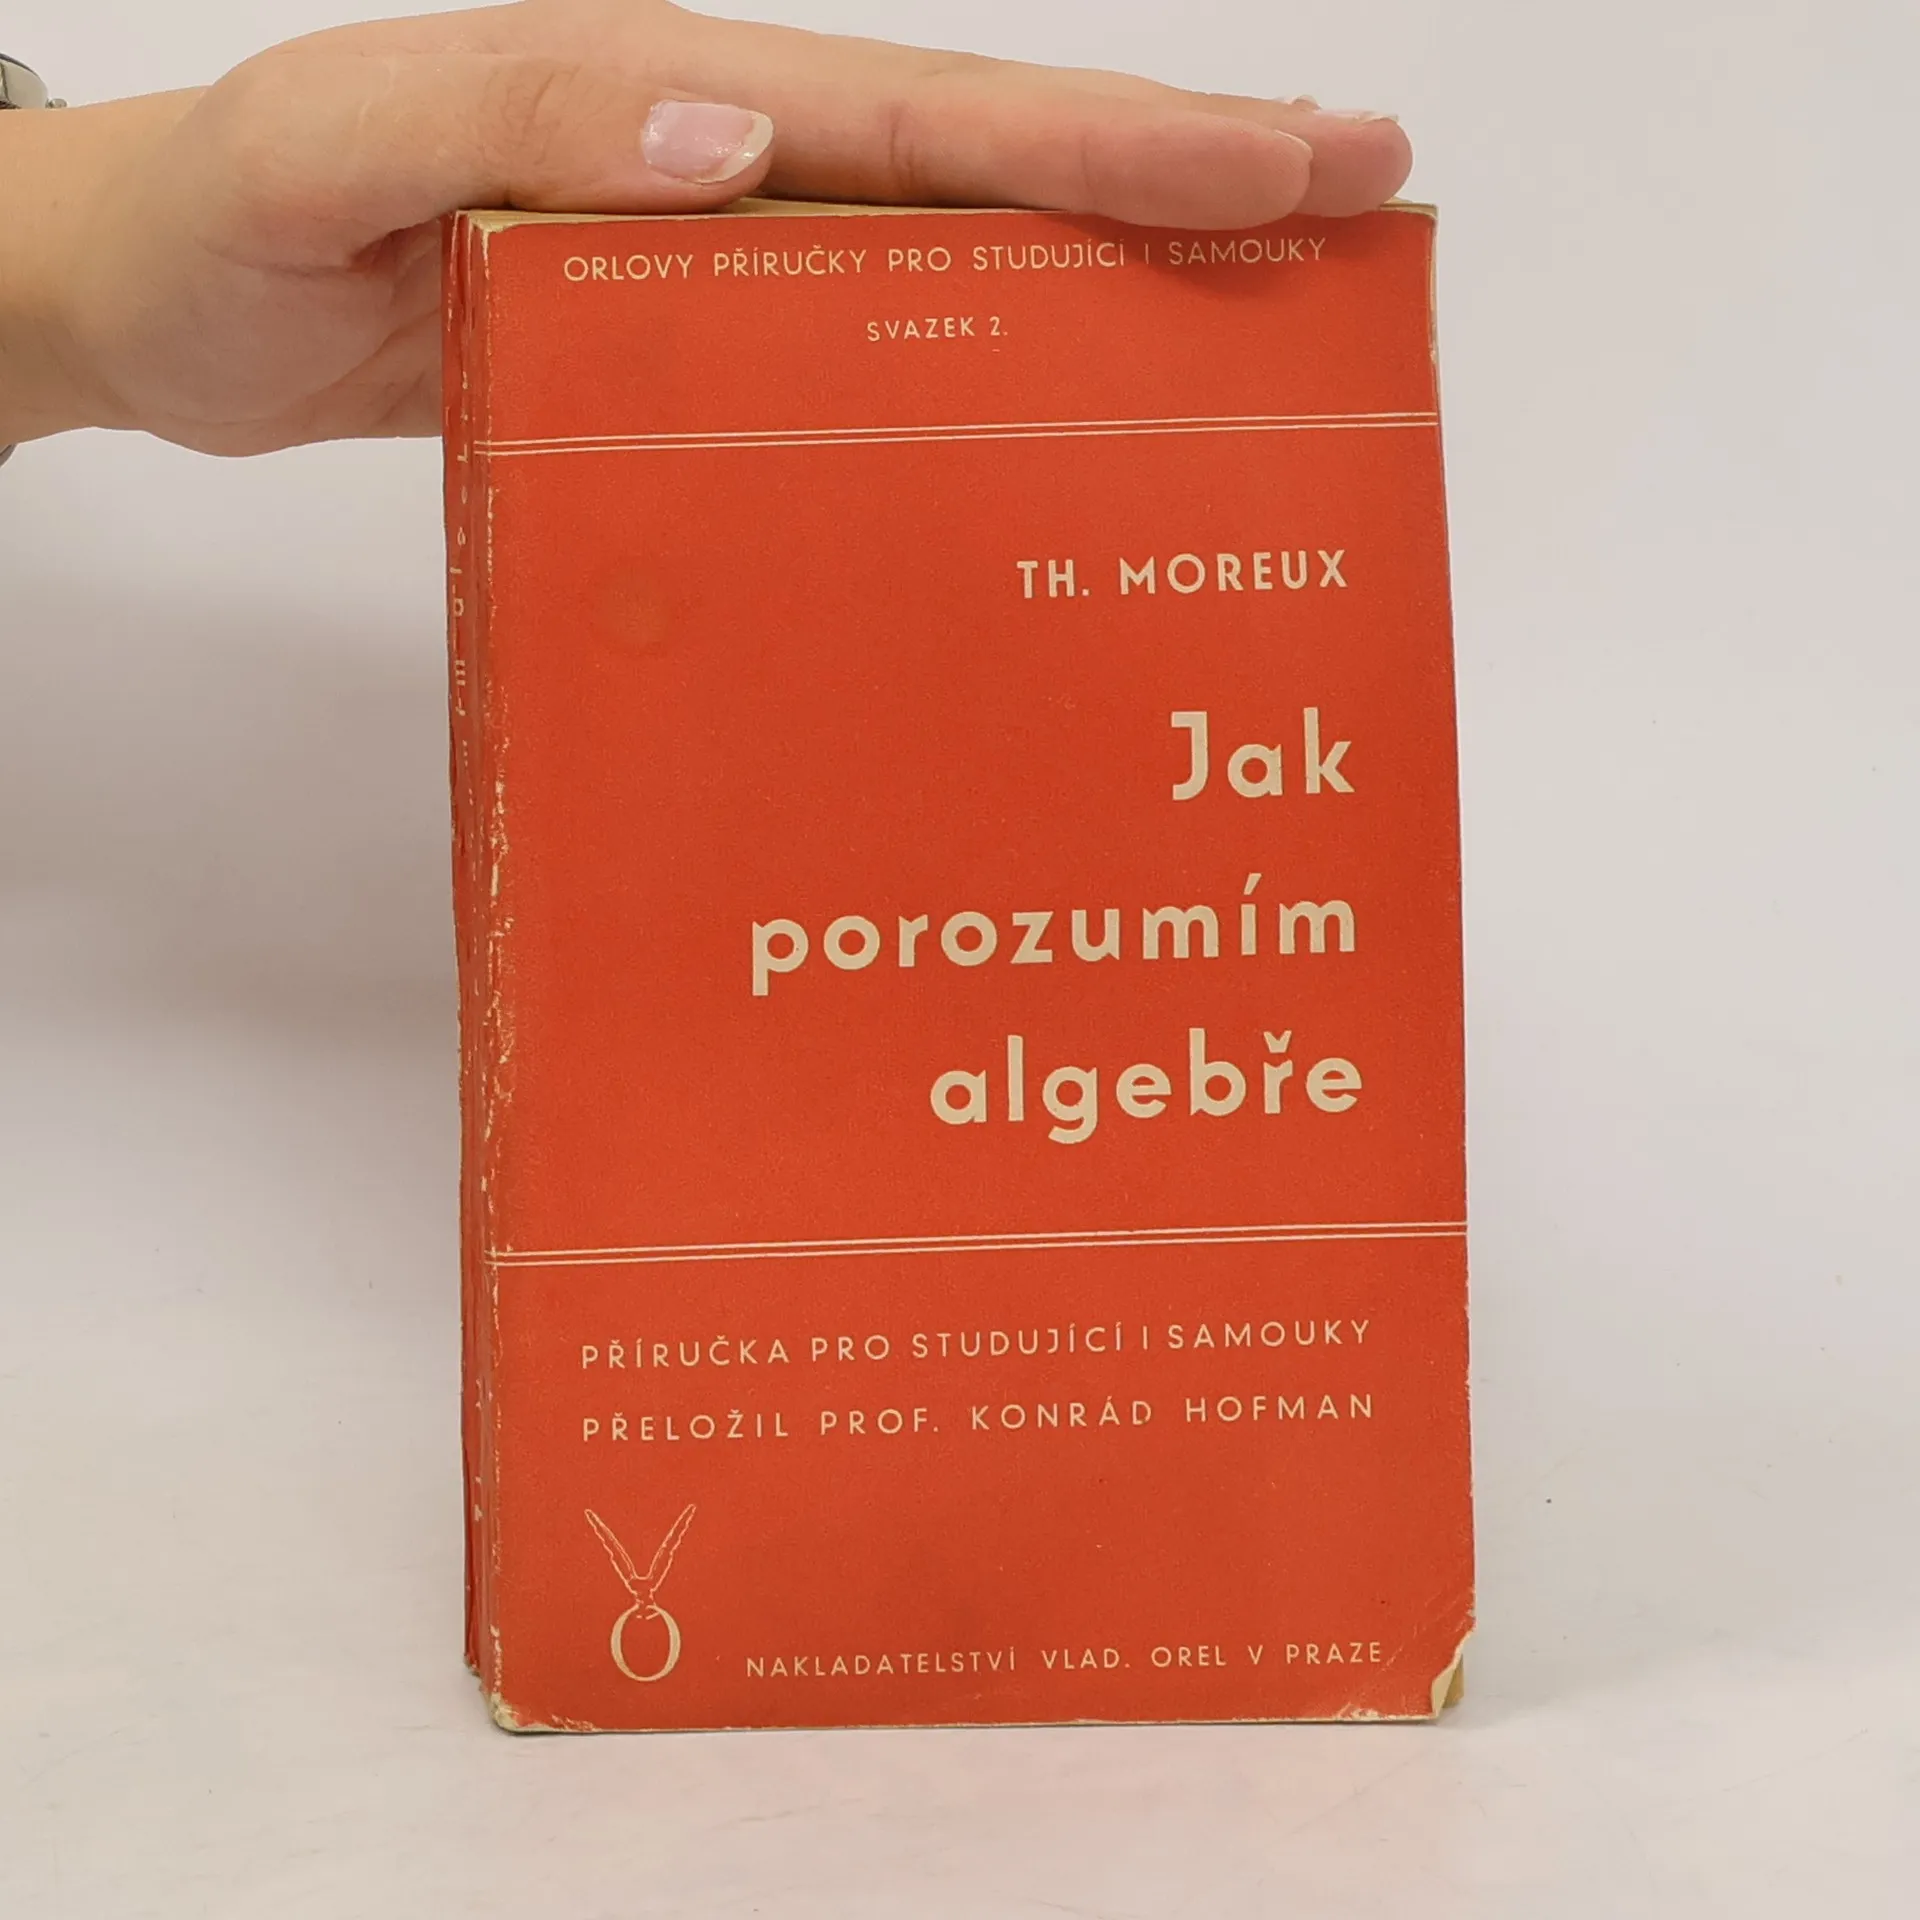 ORLOVY PŘÍRUČKY PRO STUDUJÍCÍ I SAMOUKY
SVAZEK 2.
TH. MOREUX
Jak
porozumím
algebře
PŘÍRUČKA PRO STUDUJÍCÍ I SAMOUKY
PŘELOŽIL PROF. KONRÁD HOFMAN
O
NAKLADATELSTVÍ VLAD. OREL V PRAZE